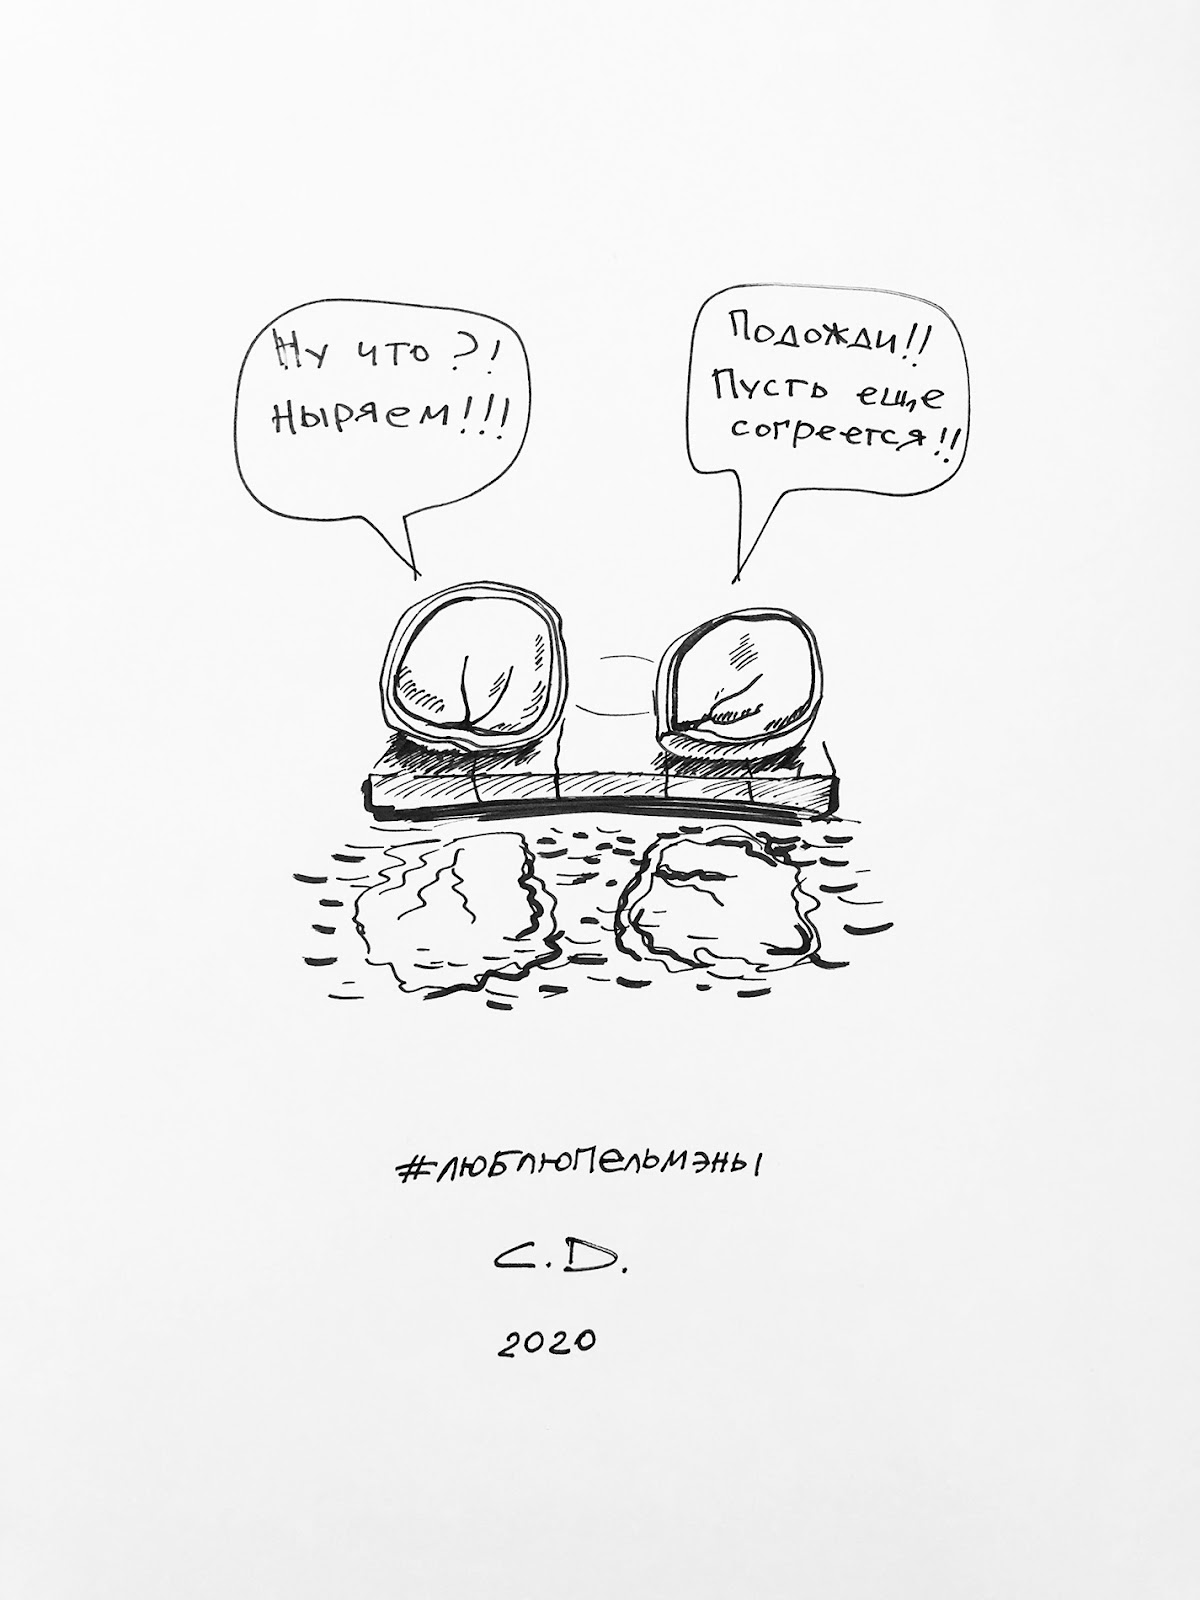 Ну что?!
Ныряем!!!
Подожди!!
Пусть еще
согреется!!
#люблюпельмэны
C.D.
2020